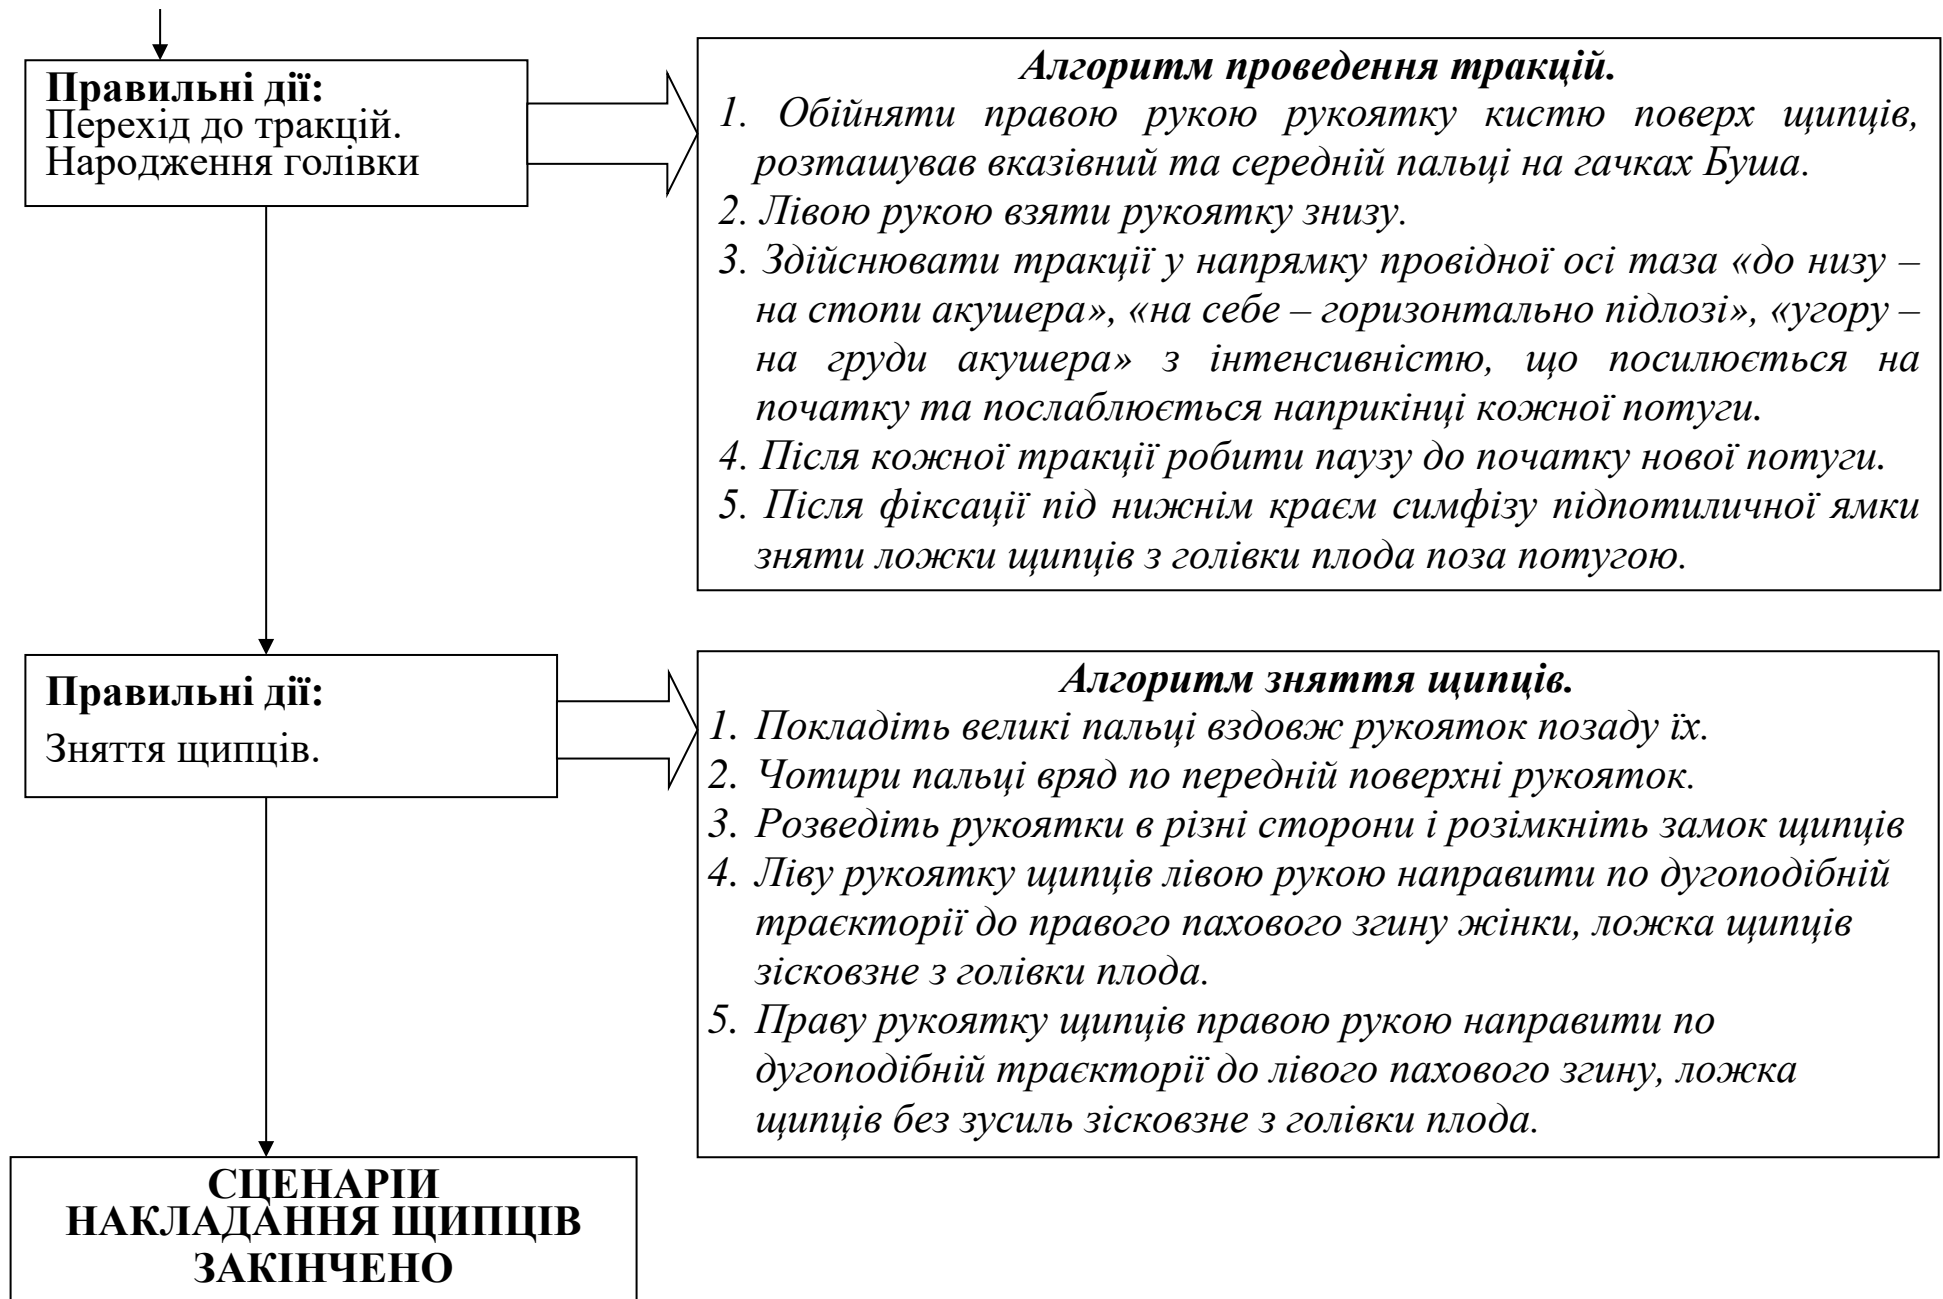 Правильні дії:
Перехід до тракцій.
Народження голівки
Алгоритм проведення тракцій.
1. Обійняти правою рукою рукоятку кистю поверх щипців,
розташував вказівний та середній пальці на гачках Буша.
2. Лівою рукою взяти рукоятку знизу.
3. Здійснювати тракції у напрямку провідної осі таза «до низу –
на стопи акушера», «на себе – горизонтально підлозі», «угору –
на груди акушера» з інтенсивністю, що посилюється на
початку та послаблюється наприкінці кожної потуги.
4. Після кожної тракції робити паузу до початку нової потуги.
5. Після фіксації під нижнім краєм симфізу підпотиличної ямки
зняти ложки щипців з голівки плода поза потугою.
Правильні дії:
Зняття щипців.
Алгоритм зняття щипців.
1. Покладіть великі пальці вздовж рукояток позаду їх.
2. Чотири пальці вряд по передній поверхні рукояток.
3. Розведіть рукоятки в різні сторони і розімкніть замок щипців
4. Ліву рукоятку щипців лівою рукою направити по дугоподібній
траєкторії до правого пахового згину жінки, ложка щипців
зісковзне з голівки плода.
5. Праву рукоятку щипців правою рукою направити по
дугоподібній траєкторії до лівого пахового згину, ложка
щипців без зусиль зісковзне з голівки плода.
СЦЕНАРІЙ
НАКЛАДАННЯ ЩИПЦІВ
ЗАКІНЧЕНО